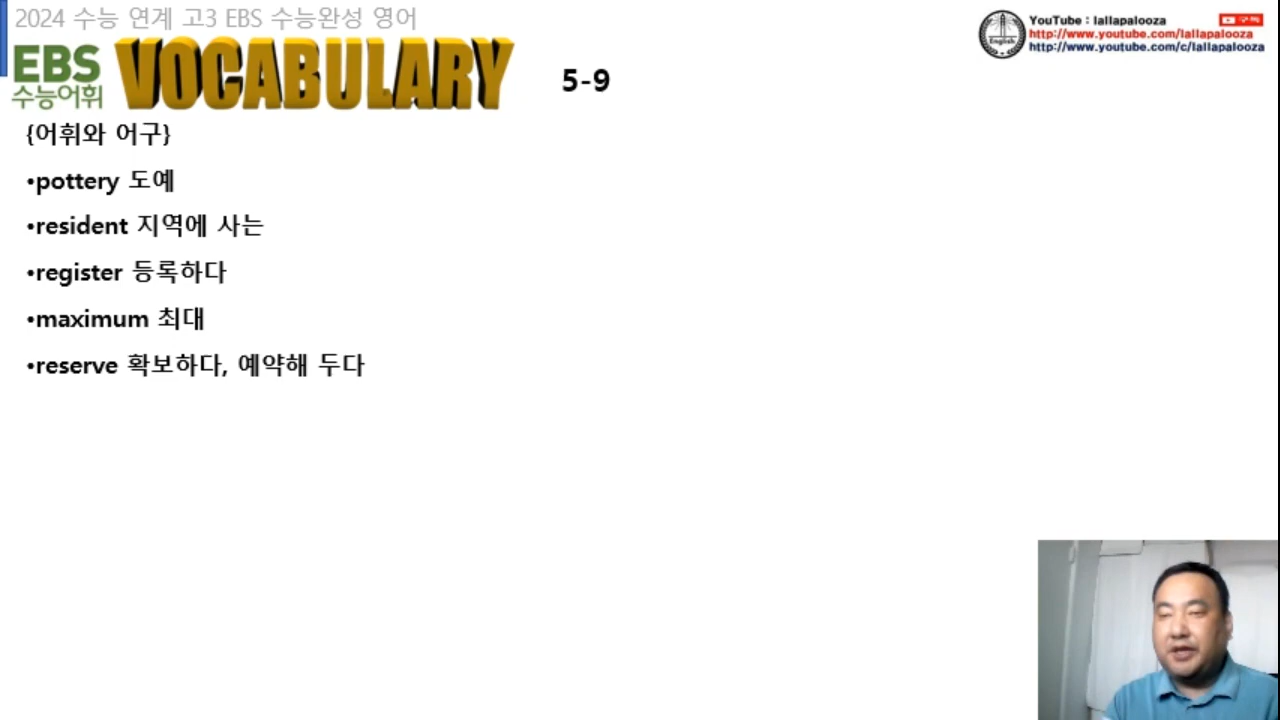 2024 수능 연계 고3 EBS 수능완성 영어
EBS 수능어휘
VOCABULARY
5-9
YouTube : lallapalooza
구독
http://www.youtube.com/lallapalooza
http://www.youtube.com/c/lallapalooza
English
{어휘와 어구}
•pottery 도예
•resident 지역에 사는
•register 등록하다
•maximum 최대
•reserve 확보하다, 예약해 두다